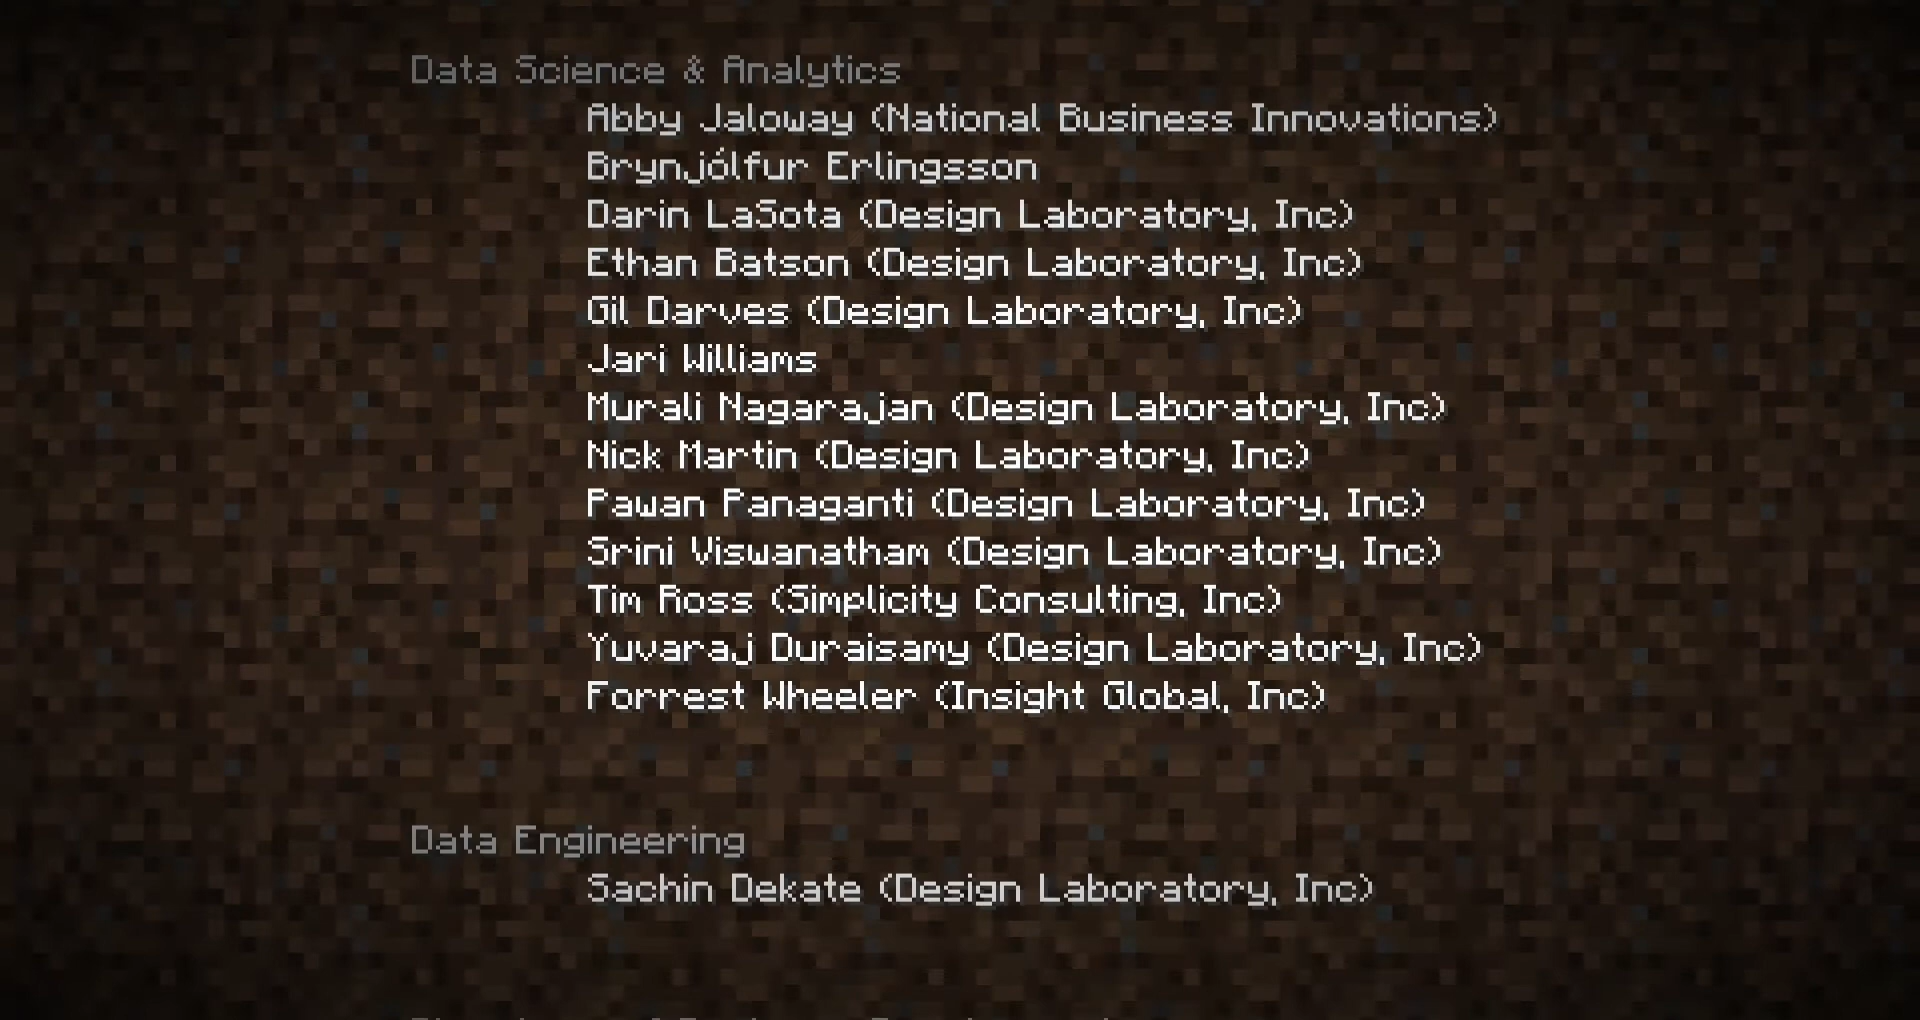 Data Science & Analytics
Abby Jaloway (National Business Innovations)
Brynjólfur Erlingsson
Darin LaSota (Design Laboratory, Inc)
Ethan Batson (Design Laboratory, Inc)
Gil Darves (Design Laboratory, Inc)
Jari Williams
Murali Nagarajan (Design Laboratory, Inc)
Nick Martin (Design Laboratory, Inc)
Pawan Panaganti (Design Laboratory, Inc)
Srini Viswanatham (Design Laboratory, Inc)
Tim Ross (Simplicity Consulting, Inc)
Yuvaraj Duraisamy (Design Laboratory, Inc)
Forrest Wheeler (Insight Global, Inc)
Data Engineering
Sachin Dekate (Design Laboratory, Inc)